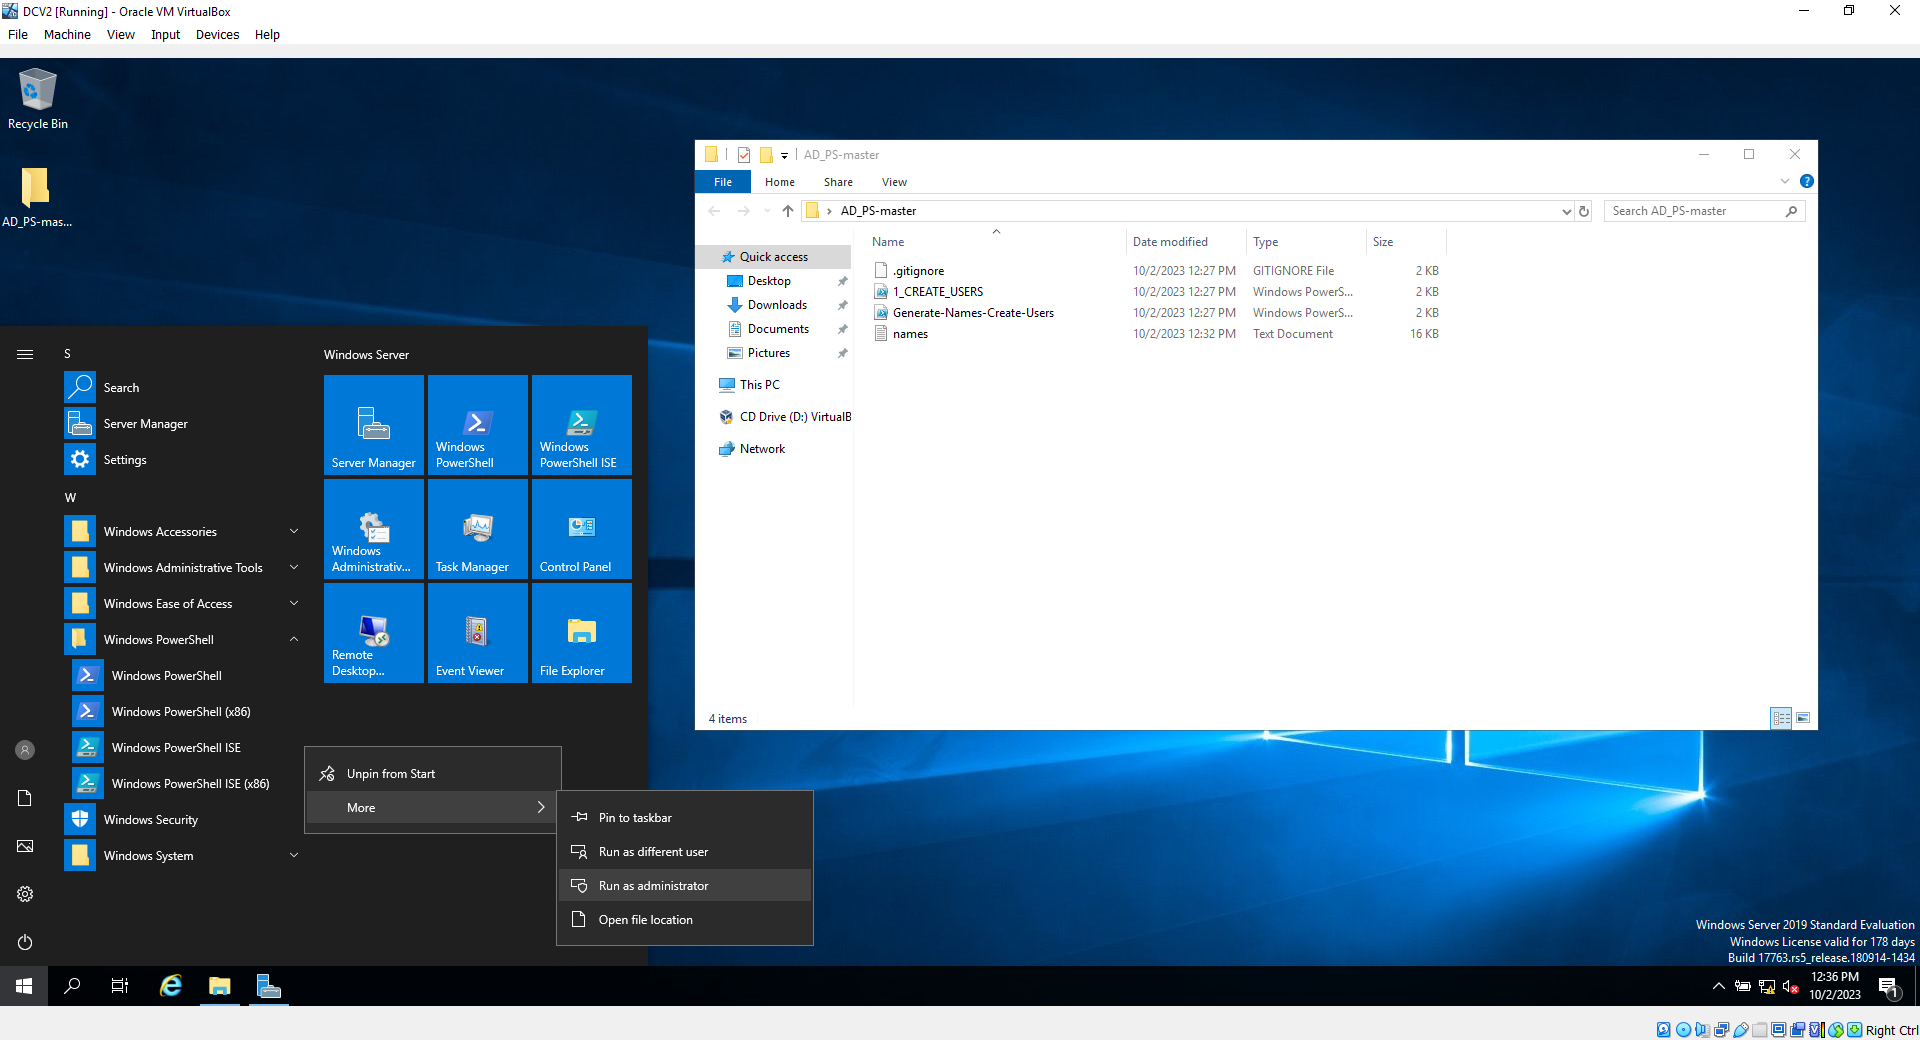 DCV2 [Running] - Oracle VM VirtualBox
File Machine View Input Devices Help
Recycle Bin
AD_PS-mas...
AD_PS-master
File Home Share View
AD_PS-master
Search AD_PS-master
Name Date modified Type Size
Quick access
Desktop
Downloads
Documents
Pictures
This PC
CD Drive (D:) VirtualB
Network
.gitignore 10/2/2023 12:27 PM GITIGNORE File 2 KB
1_CREATE_USERS 10/2/2023 12:27 PM Windows PowerS... 2 KB
Generate-Names-Create-Users 10/2/2023 12:27 PM Windows PowerS... 2 KB
names 10/2/2023 12:32 PM Text Document 16 KB
4 items
S
Search
Server Manager
Settings
W
Windows Accessories
Windows Administrative Tools
Windows Ease of Access
Windows PowerShell
Windows PowerShell
Windows PowerShell (x86)
Windows PowerShell ISE
Windows PowerShell ISE (x86)
Windows Security
Windows System
Windows Server
Server Manager
Windows
PowerShell
Windows
PowerShell ISE
Windows
Administrativ...
Task Manager
Control Panel
Remote
Desktop...
Event Viewer
File Explorer
Unpin from Start
More
Pin to taskbar
Run as different user
Run as administrator
Open file location
Windows Server 2019 Standard Evaluation
Windows License valid for 178 days
Build 17763.rs5_release.180914-1434
12:36 PM
10/2/2023
1
Right Ctrl